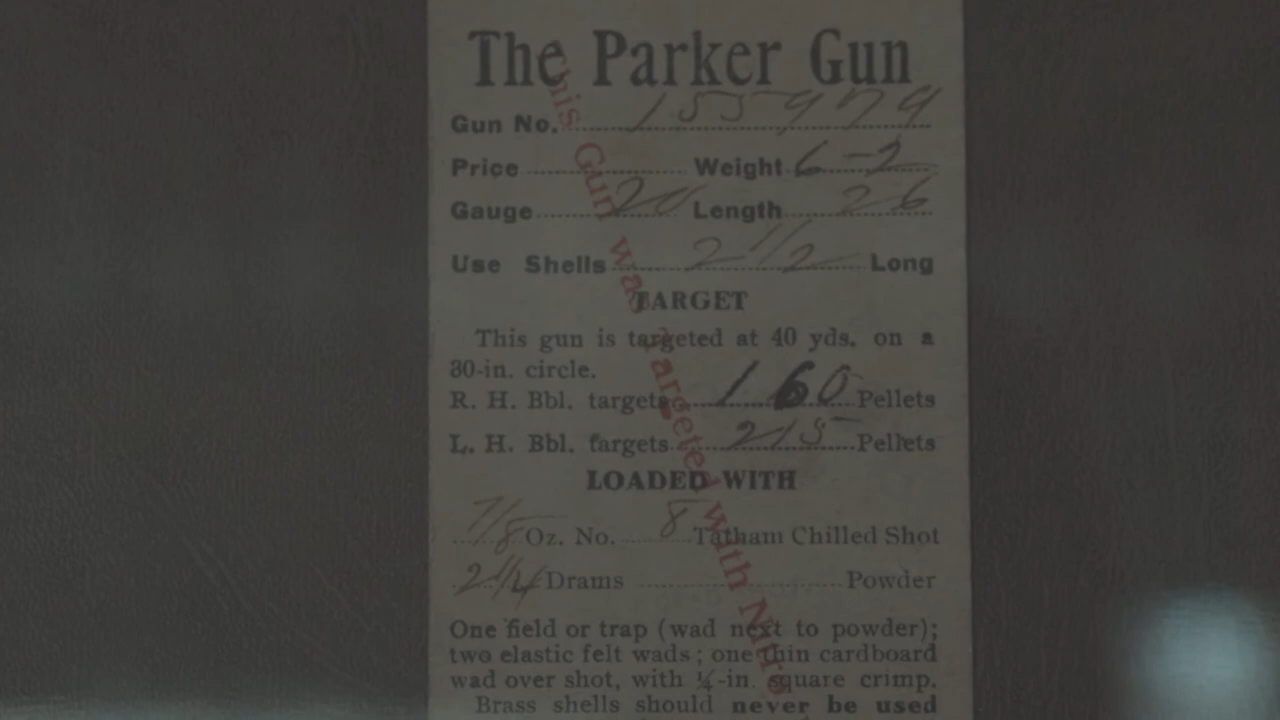 The Parker Gun
Gun No. 155979
Price Weight 6-2
Gauge 20 Length 26
Use Shells 2 1/2 Long
TARGET
This gun is targeted at 40 yds. on a
30-in. circle.
R. H. Bbl. targets 160 Pellets
L. H. Bbl. targets 215 Pellets
LOADED WITH
7/8 Oz. No. 8 Tatham Chilled Shot
2 1/4 Drams Powder
One field or trap (wad next to powder);
two elastic felt wads; one thin cardboard
wad over shot, with ¼-in. square crimp.
Brass shells should never be used
This Gun was Targeted with Nitro